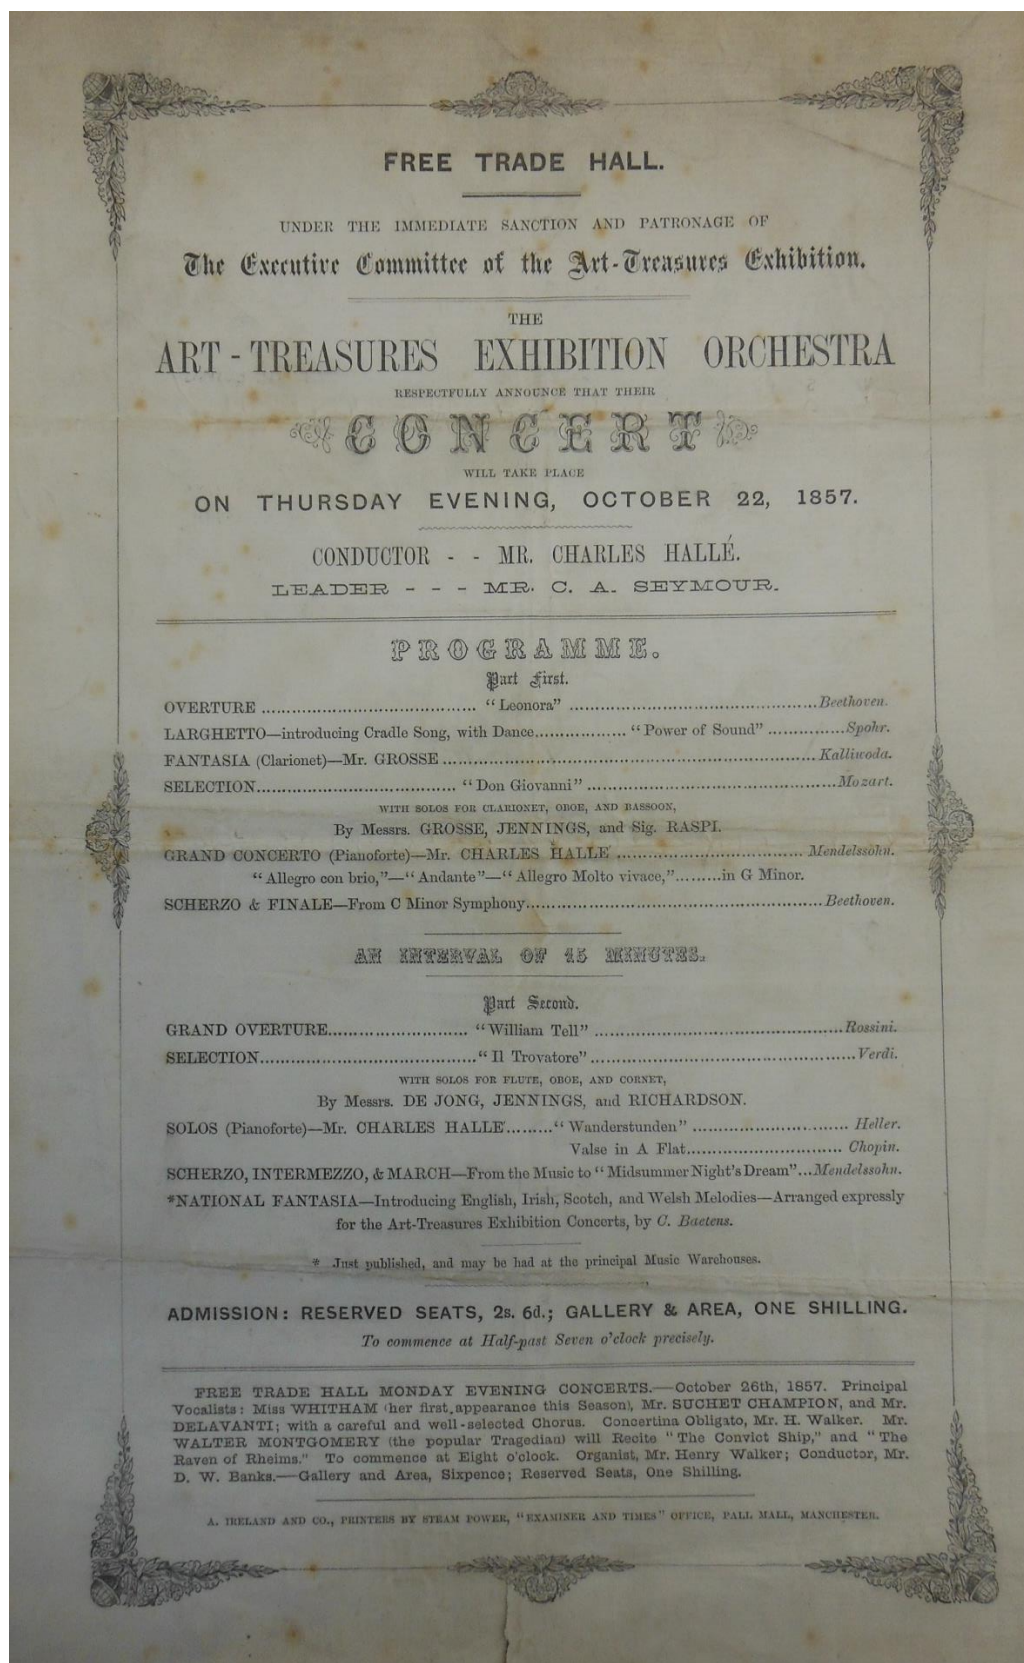 FREE TRADE HALL.
UNDER THE IMMEDIATE SANCTION AND PATRONAGE OF
The Executive Committee of the Art-Treasures Exhibition.
THE
ART-TREASURES EXHIBITION ORCHESTRA
RESPECTFULLY ANNOUNCE THAT THEIR
CONCERT
WILL TAKE PLACE
ON THURSDAY EVENING, OCTOBER 22, 1857.
CONDUCTOR - - MR. CHARLES HALLÉ.
LEADER - - - MR. C. A. SEYMOUR.
PROGRAMME.
Part First.
OVERTURE ........................................ “Leonora” ................................................Beethoven.
LARGHETTO—introducing Cradle Song, with Dance.................. “Power of Sound” ...............Spohr.
FANTASIA (Clarionet)—Mr. GROSSE ........................................................................Kalliwoda.
SELECTION...................................... “Don Giovanni” ................................................Mozart.
WITH SOLOS FOR CLARIONET, OBOE, AND BASSOON,
By Messrs. GROSSE, JENNINGS, and Sig. RASPI.
GRAND CONCERTO (Pianoforte)—Mr. CHARLES HALLE´ ................................... Mendelssohn.
“Allegro con brio,”—“Andante”—“Allegro Molto vivace,”.........in G Minor.
SCHERZO & FINALE—From C Minor Symphony.........................................................Beethoven.
AN INTERVAL OF 15 MINUTES.
Part Second.
GRAND OVERTURE.......................... “William Tell” ................................................Rossini.
SELECTION.........................................“Il Trovatore”.................................................Verdi.
WITH SOLOS FOR FLUTE, OBOE, AND CORNET,
By Messrs. DE JONG, JENNINGS, and RICHARDSON.
SOLOS (Pianoforte)—Mr. CHARLES HALLE´.........“Wanderstunden” ............................. Heller.
Valse in A Flat............................. Chopin.
SCHERZO, INTERMEZZO, & MARCH—From the Music to “Midsummer Night's Dream”...Mendelssohn.
*NATIONAL FANTASIA—Introducing English, Irish, Scotch, and Welsh Melodies—Arranged expressly
for the Art-Treasures Exhibition Concerts, by C. Baetens.
* Just published, and may be had at the principal Music Warehouses.
ADMISSION: RESERVED SEATS, 2s. 6d.; GALLERY & AREA, ONE SHILLING.
To commence at Half-past Seven o'clock precisely.
FREE TRADE HALL MONDAY EVENING CONCERTS.—October 26th, 1857. Principal
Vocalists: Miss WHITHAM (her first appearance this Season), Mr. SUCHET CHAMPION, and Mr.
DELAVANTI; with a careful and well-selected Chorus. Concertina Obligato, Mr. H. Walker. Mr.
WALTER MONTGOMERY (the popular Tragedian) will Recite “The Convict Ship,” and “The
Raven of Rheims.” To commence at Eight o'clock. Organist, Mr. Henry Walker; Conductor, Mr.
D. W. Banks.—Gallery and Area, Sixpence; Reserved Seats, One Shilling.
A. IRELAND AND CO., PRINTERS BY STEAM POWER, “EXAMINER AND TIMES” OFFICE, PALL MALL, MANCHESTER.